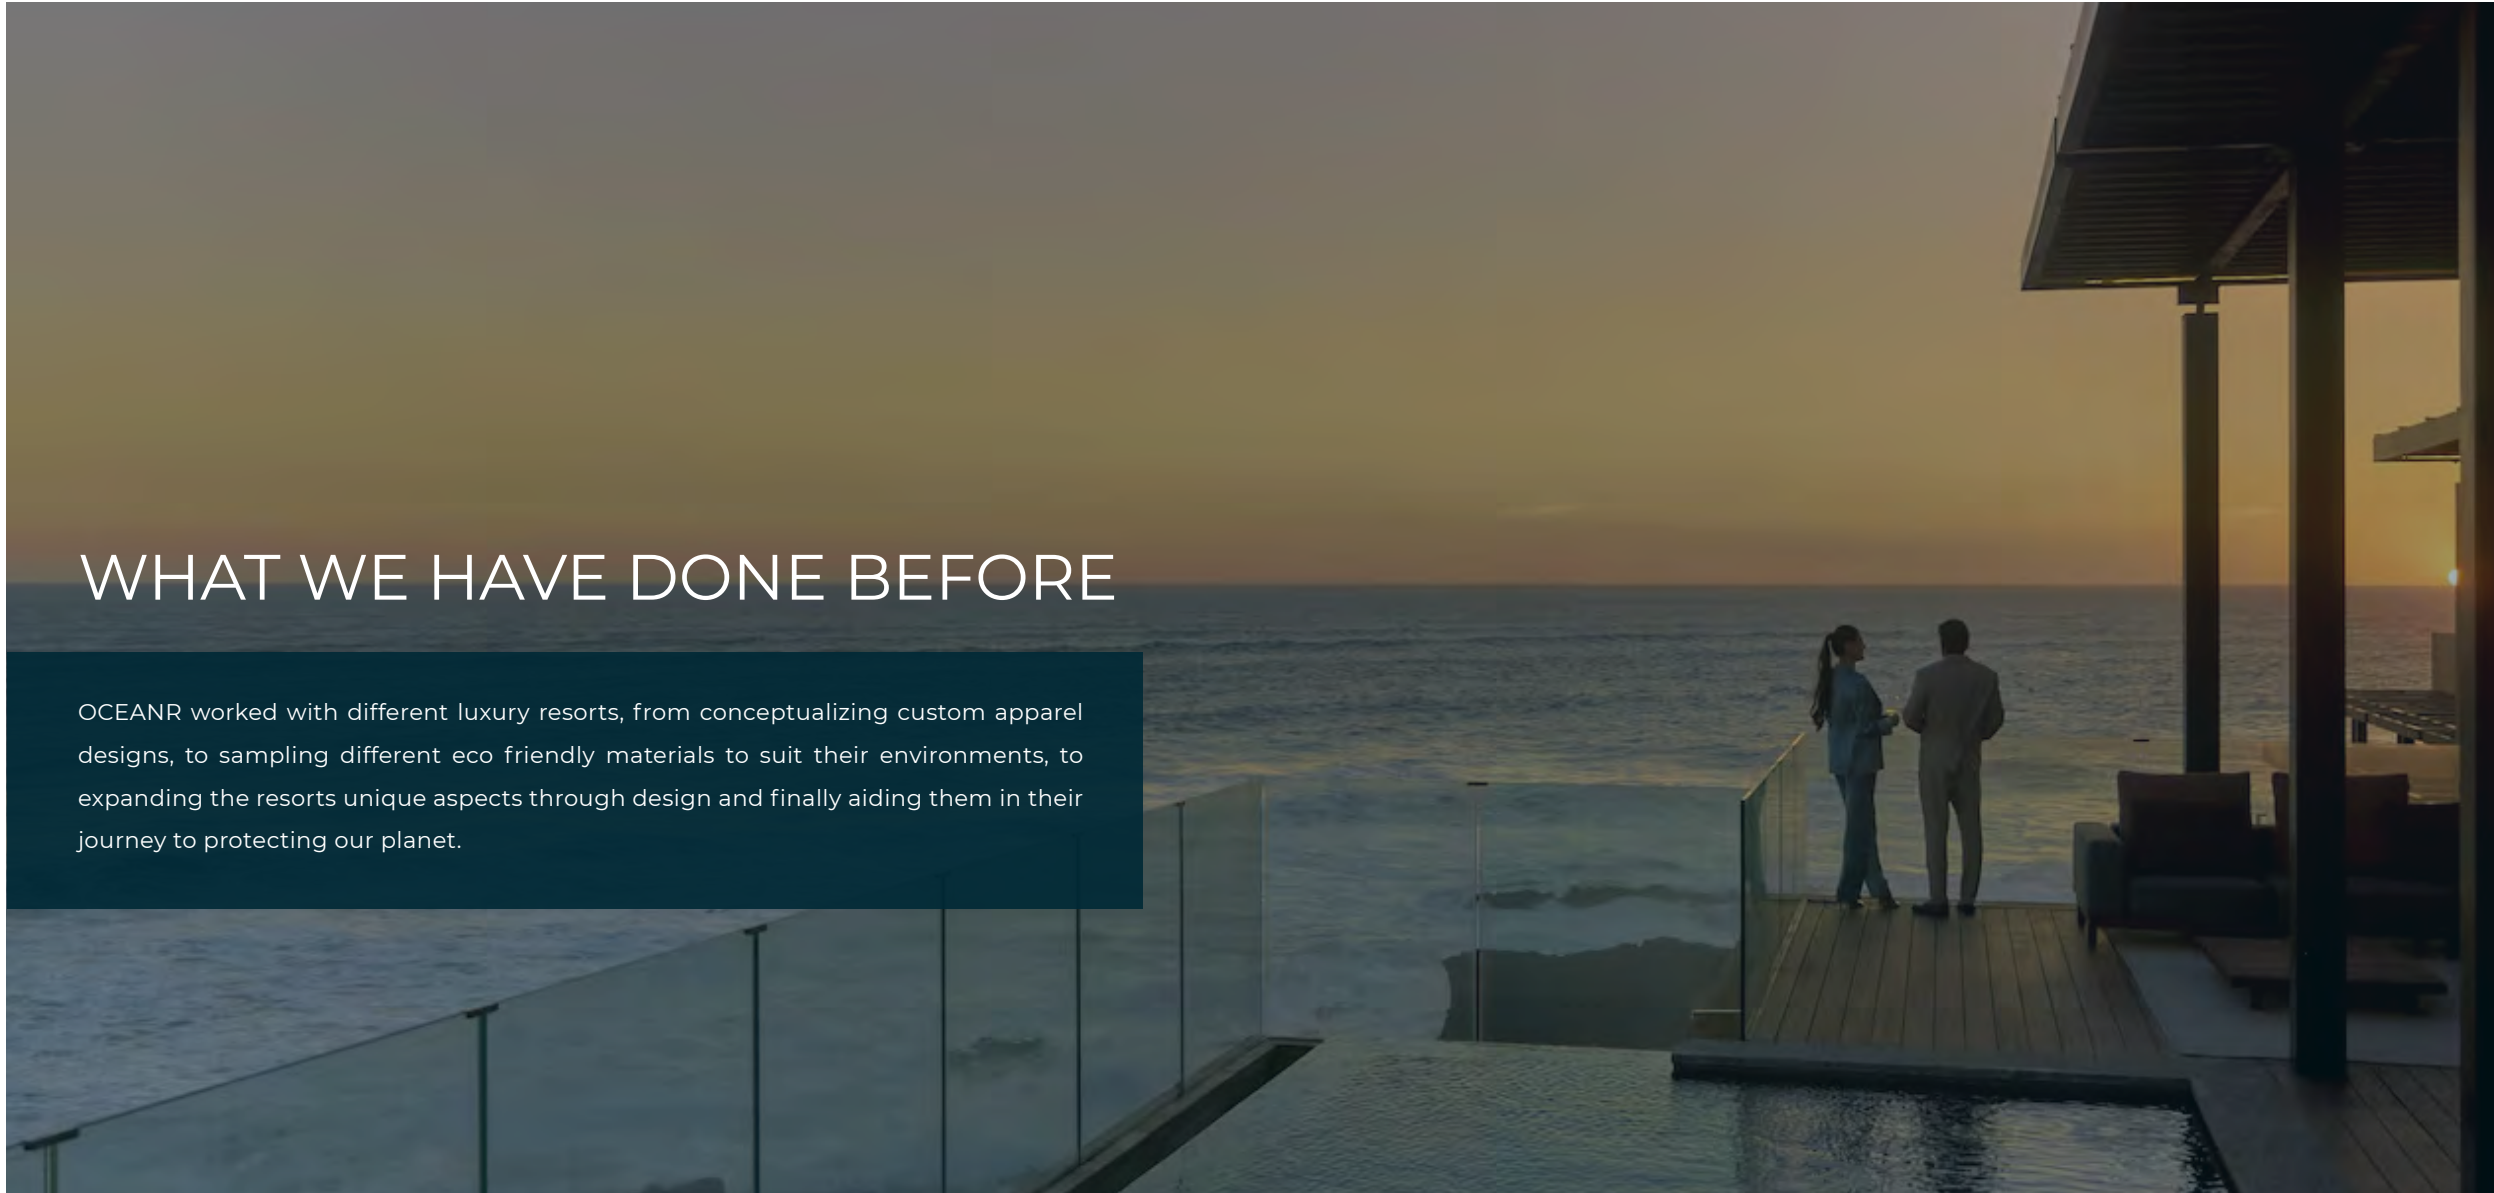 WHAT WE HAVE DONE BEFORE
OCEANR worked with different luxury resorts, from conceptualizing custom apparel
designs, to sampling different eco friendly materials to suit their environments, to
expanding the resorts unique aspects through design and finally aiding them in their
journey to protecting our planet.